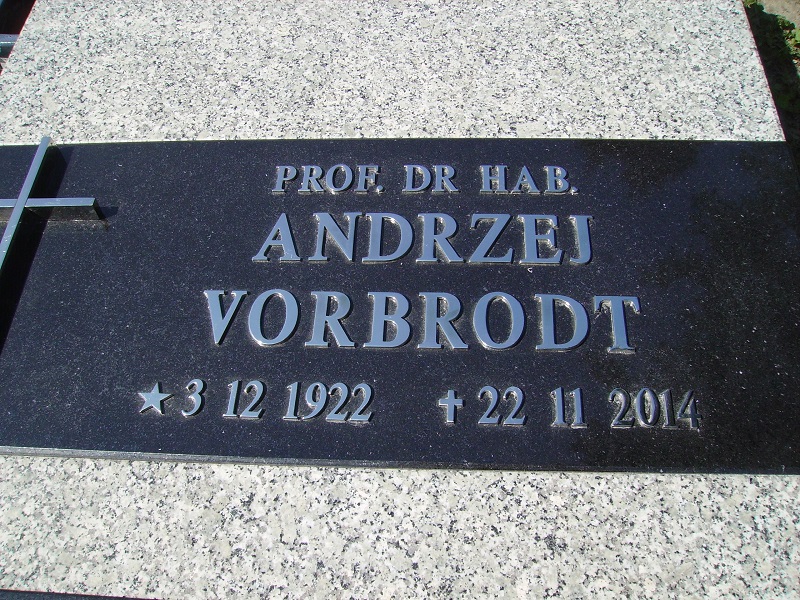 PROF. DR HAB.
ANDRZEJ
VORBRODT
★ 3 12 1922 ✝ 22 11 2014